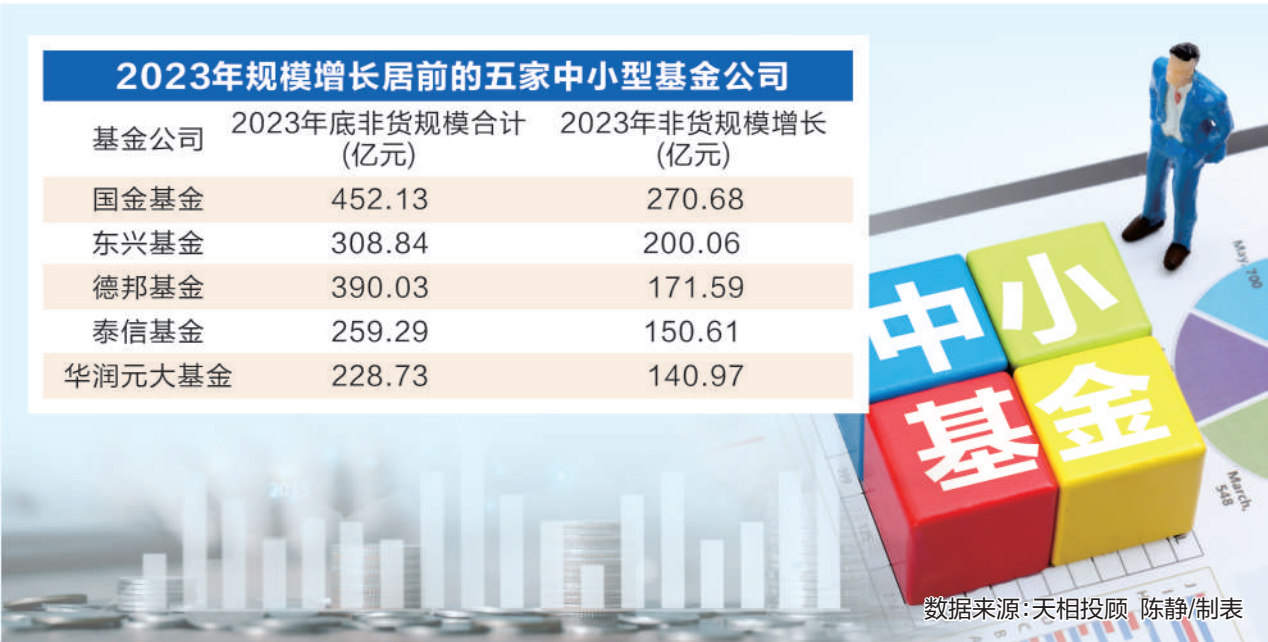 2023年规模增长居前的五家中小型基金公司
基金公司 2023年底非货规模合计(亿元) 2023年非货规模增长(亿元)
国金基金 452.13 270.68
东兴基金 308.84 200.06
德邦基金 390.03 171.59
泰信基金 259.29 150.61
华润元大基金 228.73 140.97
中小
基金
May, 700
March, 548
数据来源:天相投顾 陈静/制表